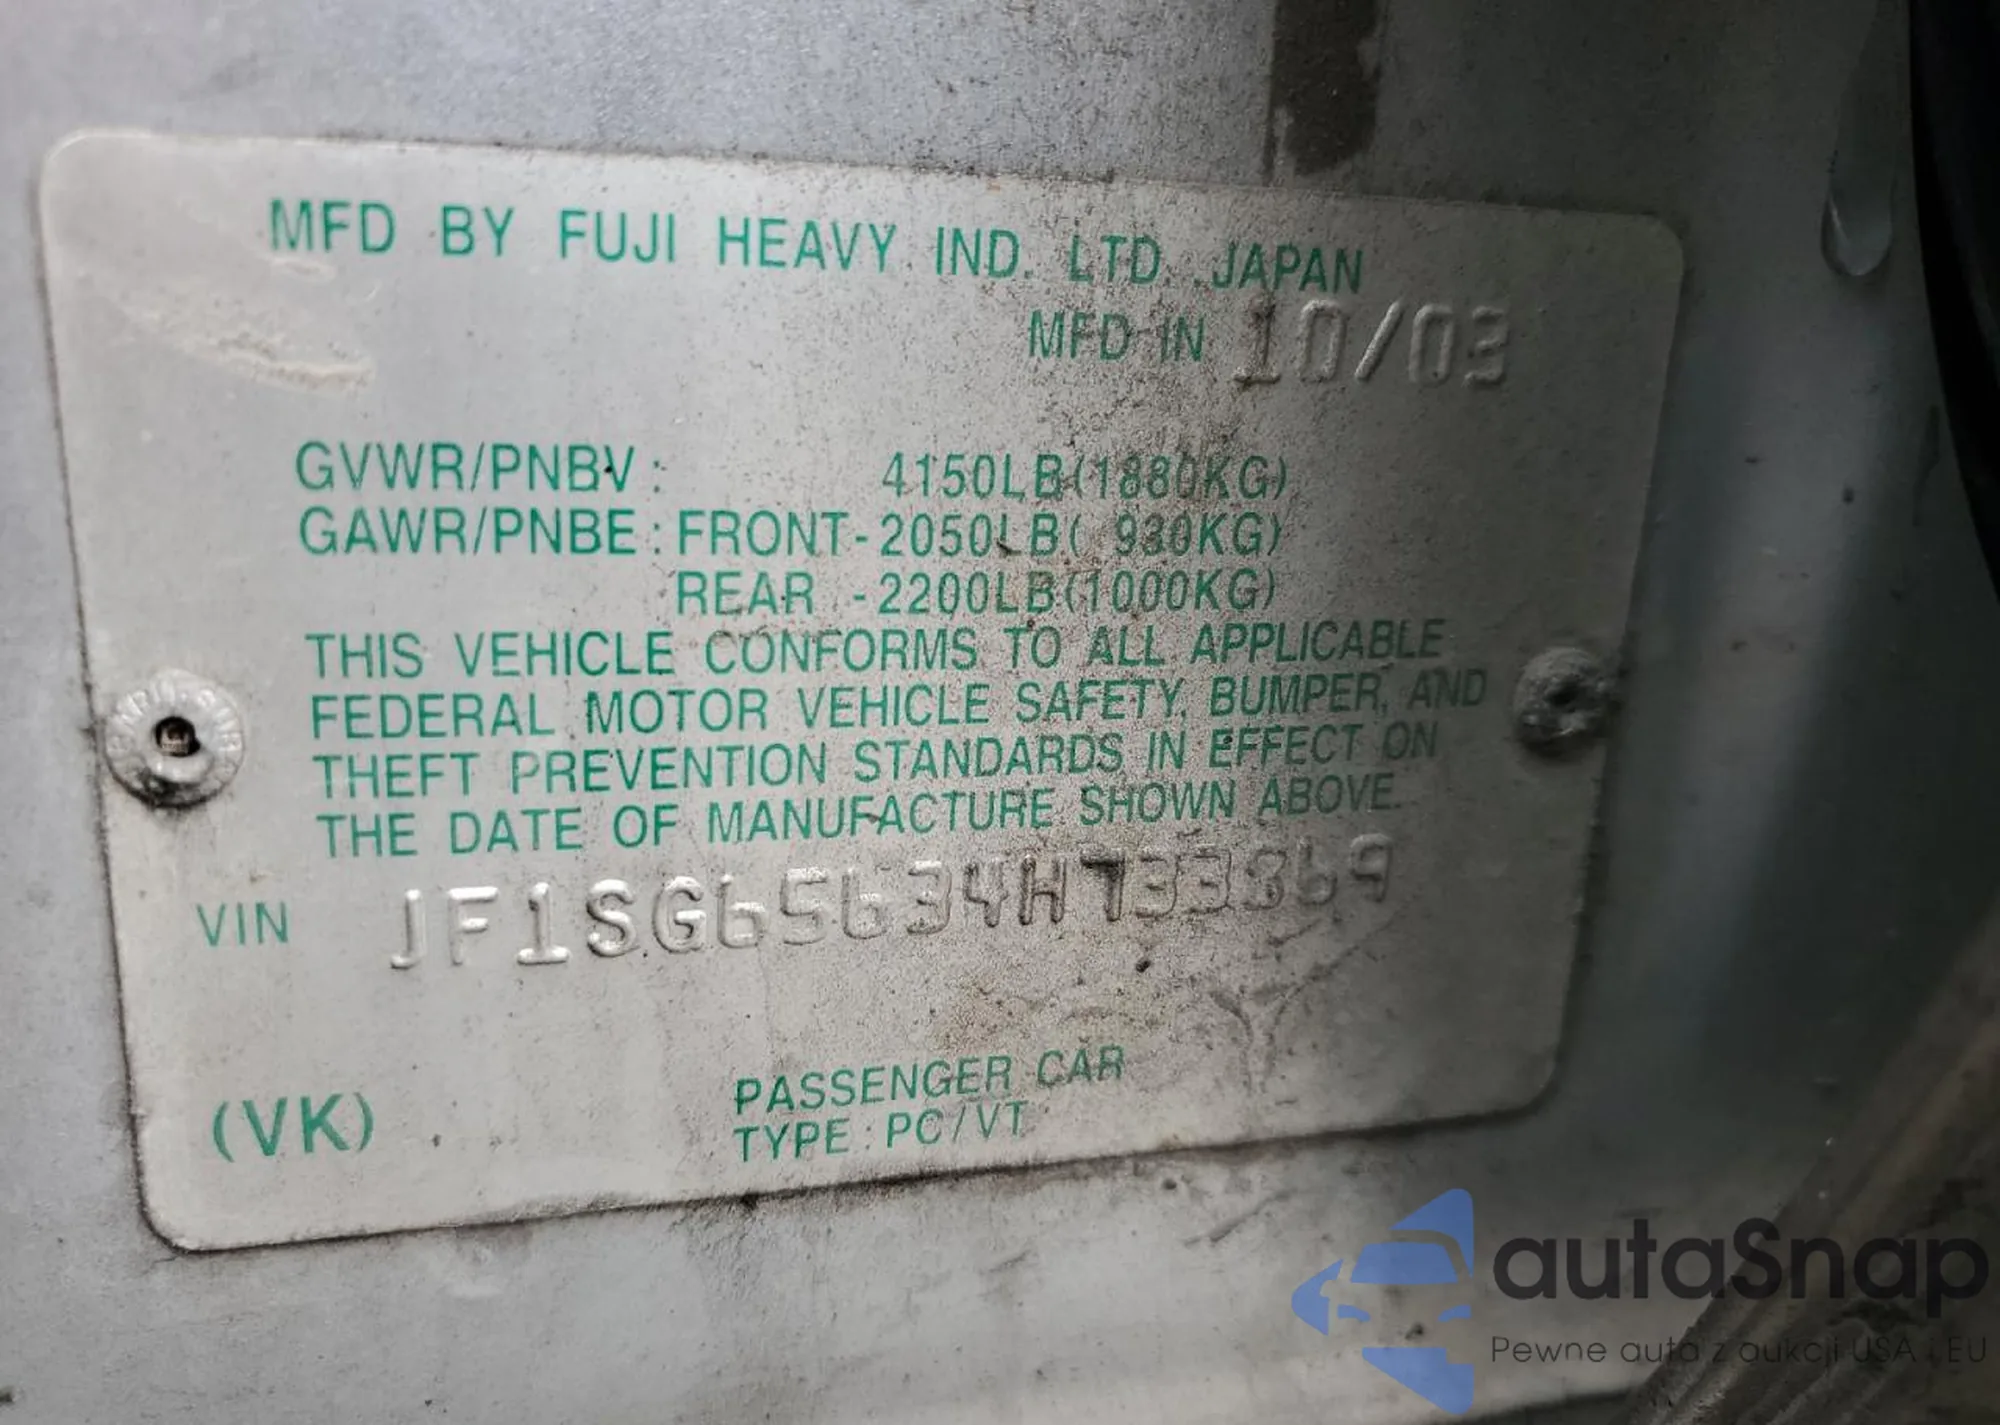 MFD BY FUJI HEAVY IND. LTD. JAPAN
MFD IN 10/03
GVWR/PNBV: 4150LB(1880KG)
GAWR/PNBE: FRONT-2050LB( 930KG)
REAR -2200LB(1000KG)
THIS VEHICLE CONFORMS TO ALL APPLICABLE
FEDERAL MOTOR VEHICLE SAFETY, BUMPER, AND
THEFT PREVENTION STANDARDS IN EFFECT ON
THE DATE OF MANUFACTURE SHOWN ABOVE.
VIN JF1SG65634H733869
(VK)
PASSENGER CAR
TYPE: PC/VT
autaSnap
Pewne auta z aukcji USA i EU